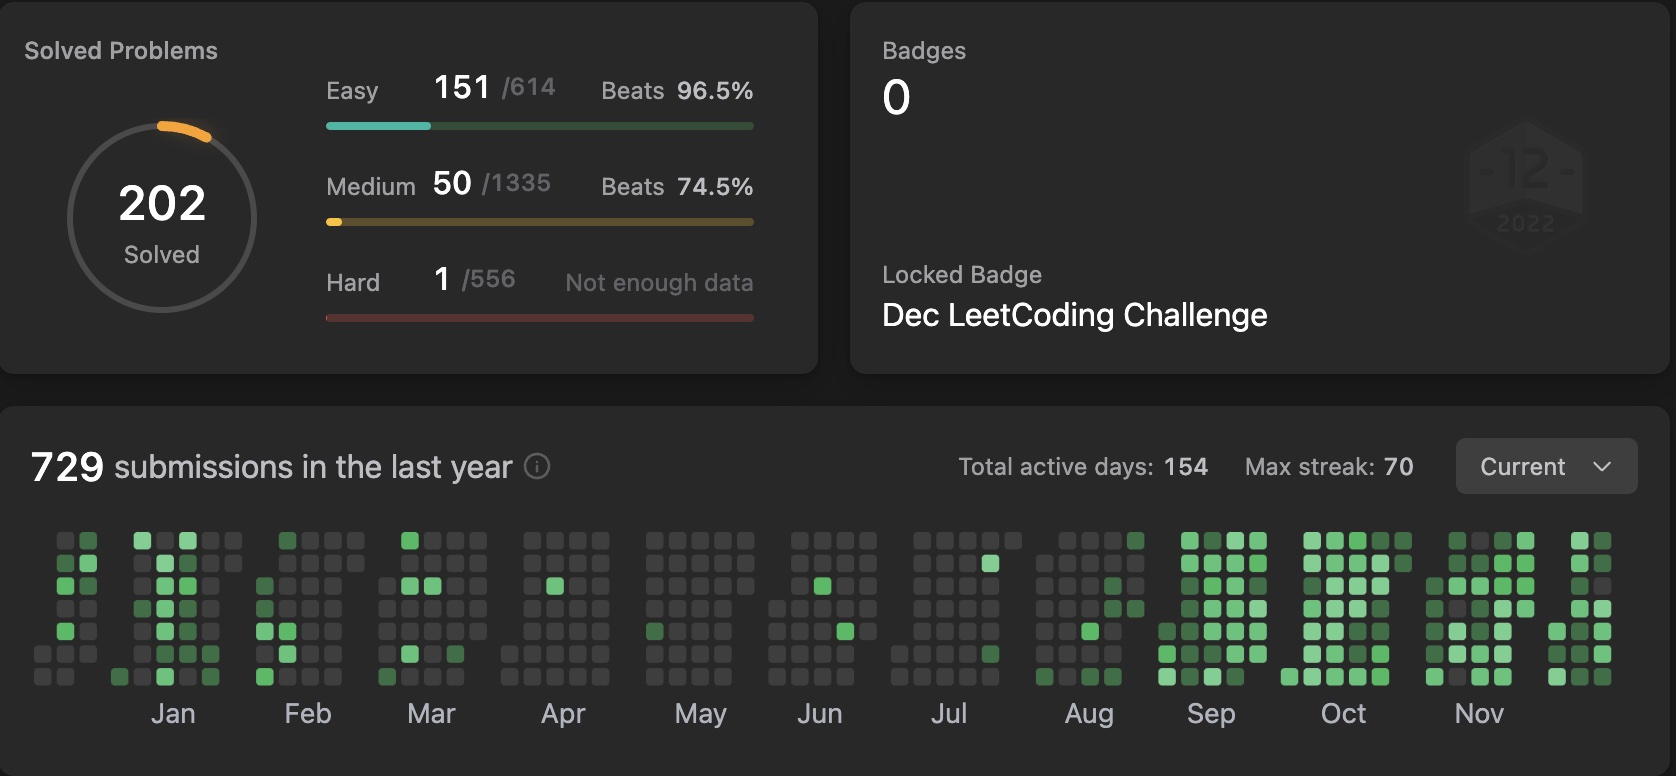 Solved Problems
202
Solved
Easy 151 /614 Beats 96.5%
Medium 50 /1335 Beats 74.5%
Hard 1 /556 Not enough data
Badges
0
-12-
2022
Locked Badge
Dec LeetCoding Challenge
729 submissions in the last year
Total active days: 154 Max streak: 70 Current
Jan Feb Mar Apr May Jun Jul Aug Sep Oct Nov